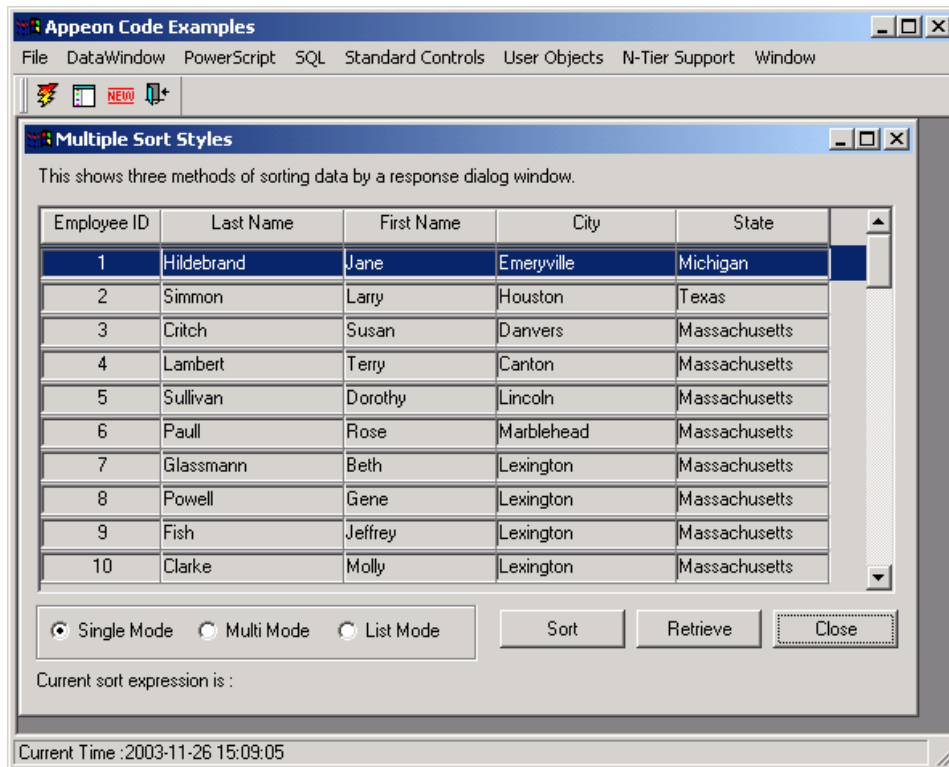 Appeon Code Examples
File DataWindow PowerScript SQL Standard Controls User Objects N-Tier Support Window
NEW
Multiple Sort Styles
This shows three methods of sorting data by a response dialog window.
Employee ID Last Name First Name City State
1 Hildebrand Jane Emeryville Michigan
2 Simmon Larry Houston Texas
3 Critch Susan Danvers Massachusetts
4 Lambert Terry Canton Massachusetts
5 Sullivan Dorothy Lincoln Massachusetts
6 Paull Rose Marblehead Massachusetts
7 Glassmann Beth Lexington Massachusetts
8 Powell Gene Lexington Massachusetts
9 Fish Jeffrey Lexington Massachusetts
10 Clarke Molly Lexington Massachusetts
Single Mode Multi Mode List Mode Sort Retrieve Close
Current sort expression is :
Current Time :2003-11-26 15:09:05